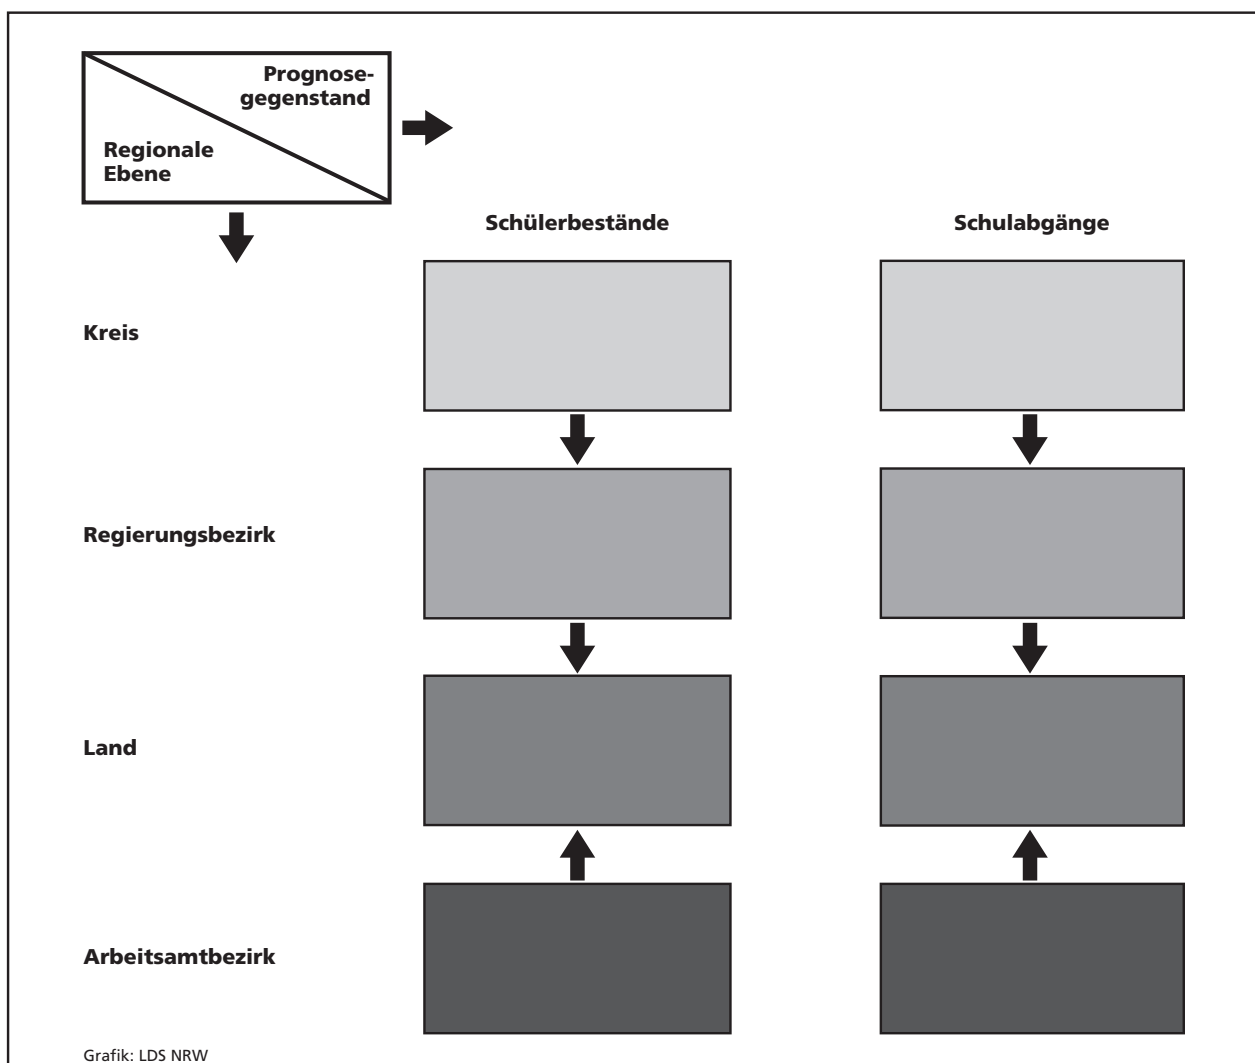 Prognose-
gegenstand
Regionale
Ebene
Schülerbestände
Schulabgänge
Kreis
Regierungsbezirk
Land
Arbeitsamtbezirk
Grafik: LDS NRW